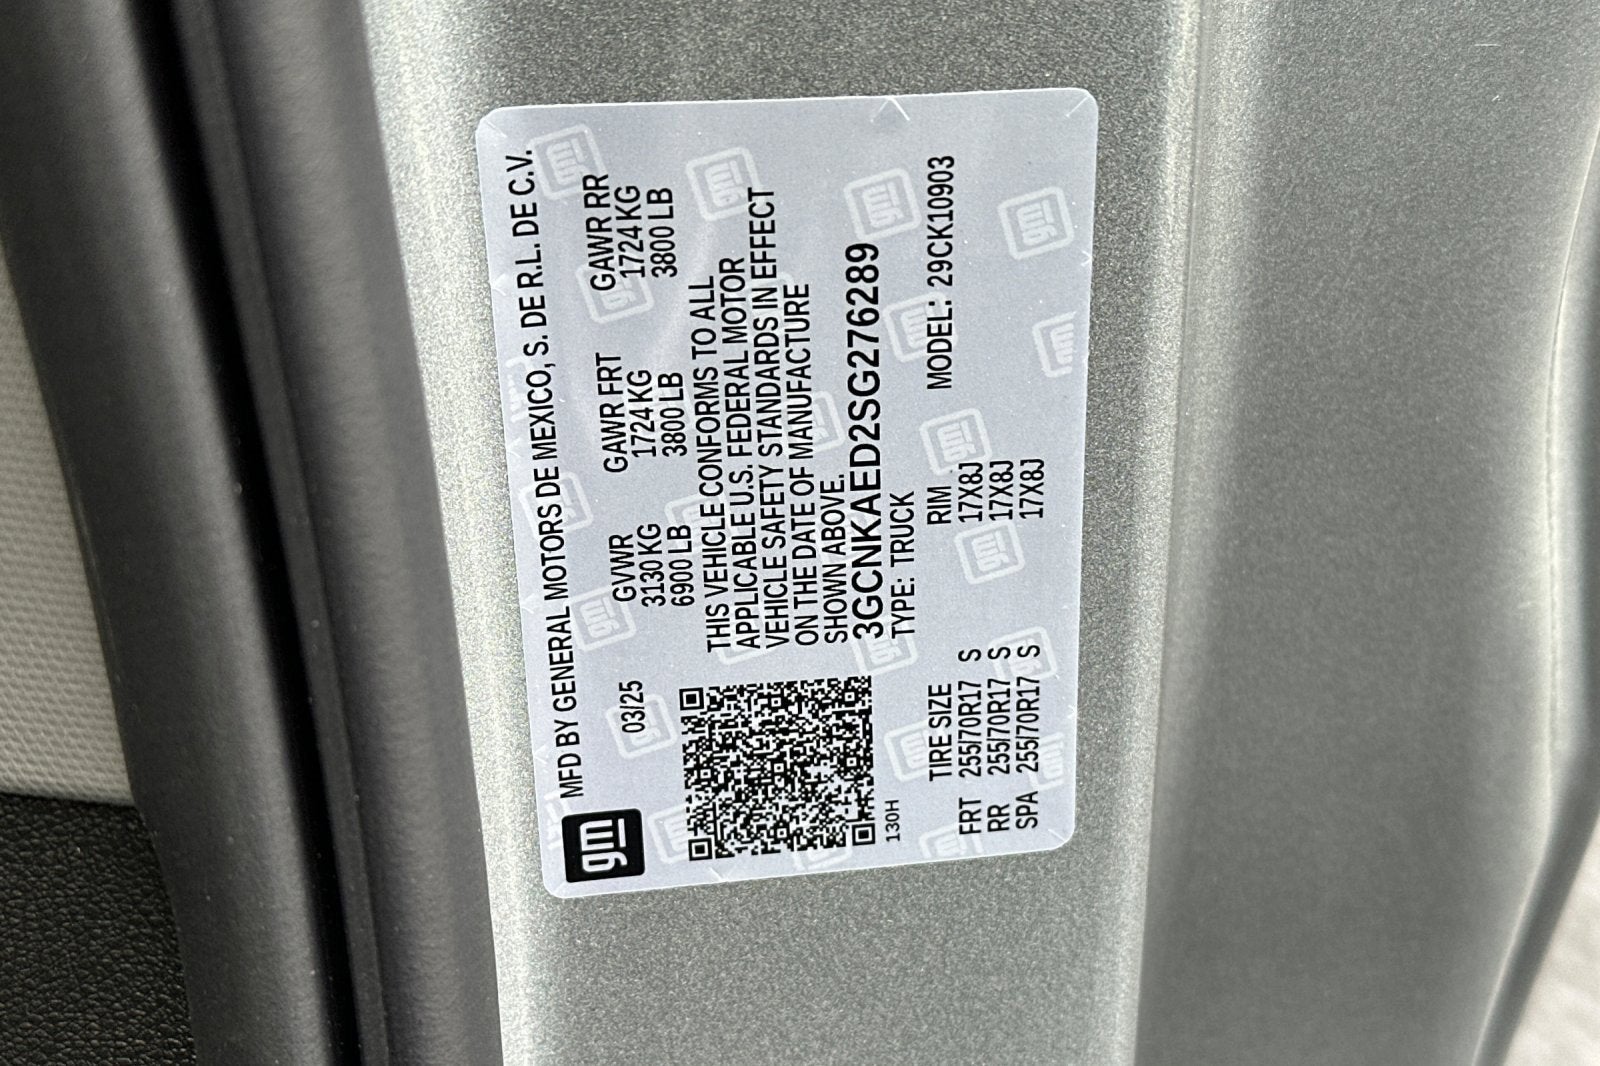 gm
MFD BY GENERAL MOTORS DE MEXICO, S. DE R.L. DE C.V.
03/25 GVWR GAWR FRT GAWR RR
3130 KG 1724 KG 1724 KG
6900 LB 3800 LB 3800 LB
THIS VEHICLE CONFORMS TO ALL
APPLICABLE U.S. FEDERAL MOTOR
VEHICLE SAFETY STANDARDS IN EFFECT
ON THE DATE OF MANUFACTURE
SHOWN ABOVE.
3GCNKAED2SG276289
130H
TYPE: TRUCK
MODEL: 29CK10903
TIRE SIZE RIM
FRT 255/70R17 S 17X8J
RR 255/70R17 S 17X8J
SPA 255/70R17 S 17X8J